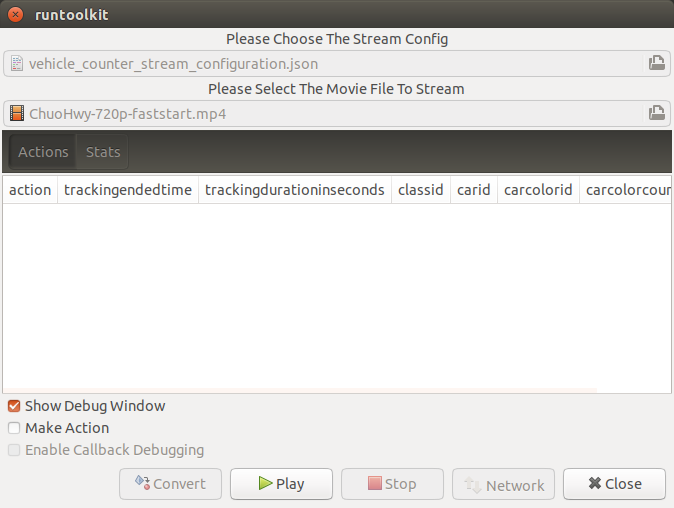 runtoolkit
Please Choose The Stream Config
vehicle_counter_stream_configuration.json
Please Select The Movie File To Stream
ChuoHwy-720p-faststart.mp4
Actions Stats
action trackingendedtime trackingdurationinseconds classid carid carcolorid carcolorcour
Show Debug Window
Make Action
Enable Callback Debugging
Convert Play Stop Network Close